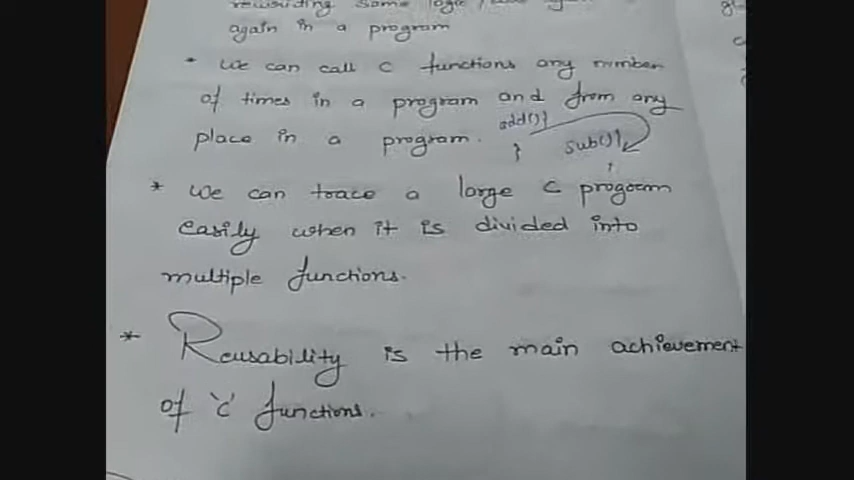 again in a program
* we can call c functions any number
of times in a program and from any
place in a program.
add(){
}
sub(){
* we can trace a large c progoem
easily when it is divided into
multiple functions.
* Reusability is the main achievement
of 'c' functions.